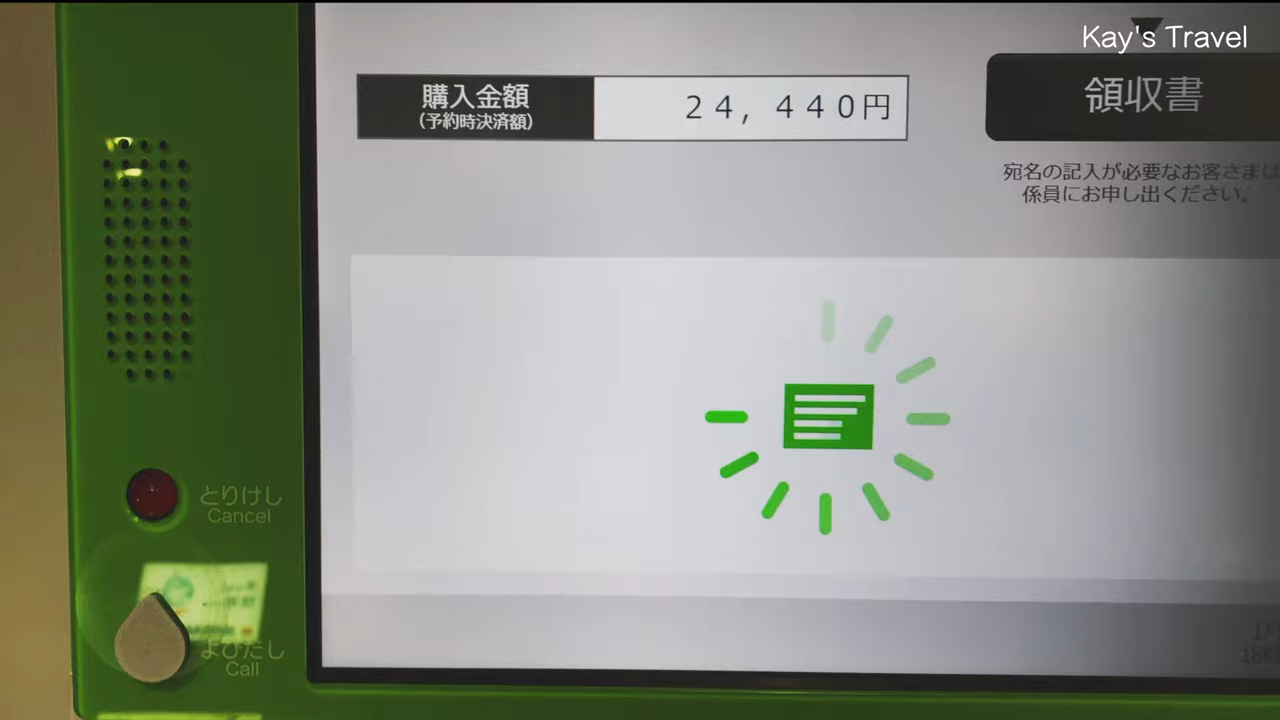 Kay's Travel
購入金額
(予約時決済額)
24,440円
領収書
宛名の記入が必要なお客さまは
係員にお申し出ください。
とりけし
Cancel
よびだし
Call